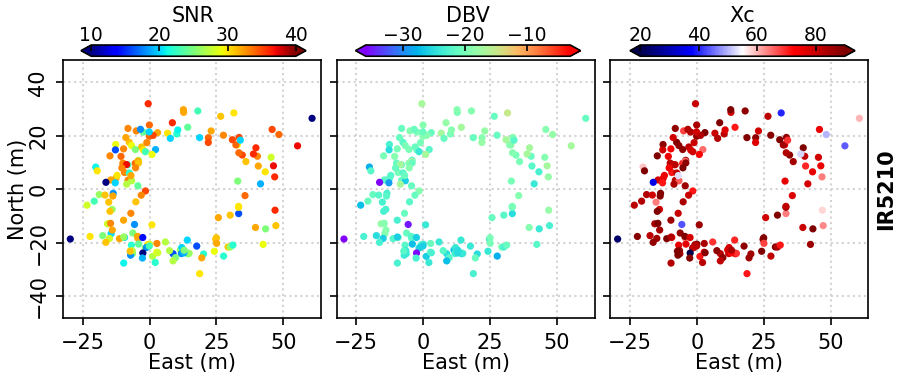 SNR DBV Xc
10 20 30 40 −30 −20 −10 20 40 60 80
40
20
0
−20
−40
North (m)
IR5210
−25 0 25 50 −25 0 25 50 −25 0 25 50
East (m) East (m) East (m)